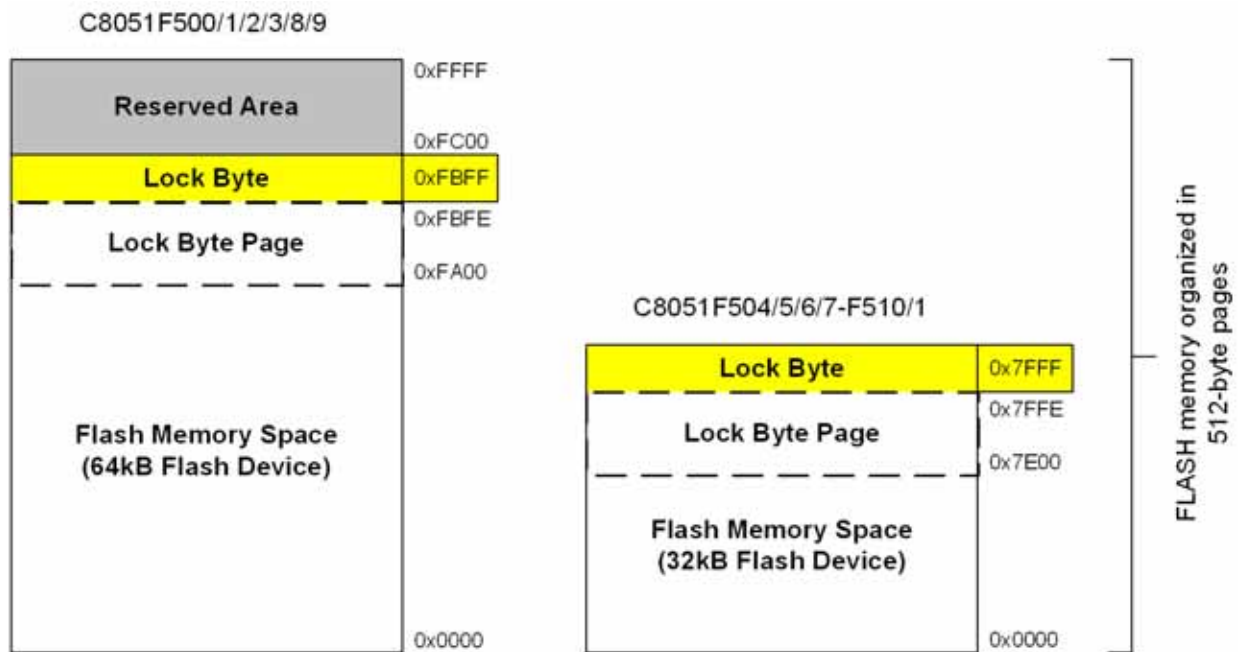 C8051F500/1/2/3/8/9
0xFFFF
Reserved Area
0xFC00
Lock Byte
0xFBFF
0xFBFE
Lock Byte Page
0xFA00
Flash Memory Space
(64kB Flash Device)
0x0000
C8051F504/5/6/7-F510/1
Lock Byte
0x7FFF
0x7FFE
Lock Byte Page
0x7E00
Flash Memory Space
(32kB Flash Device)
0x0000
FLASH memory organized in
512-byte pages